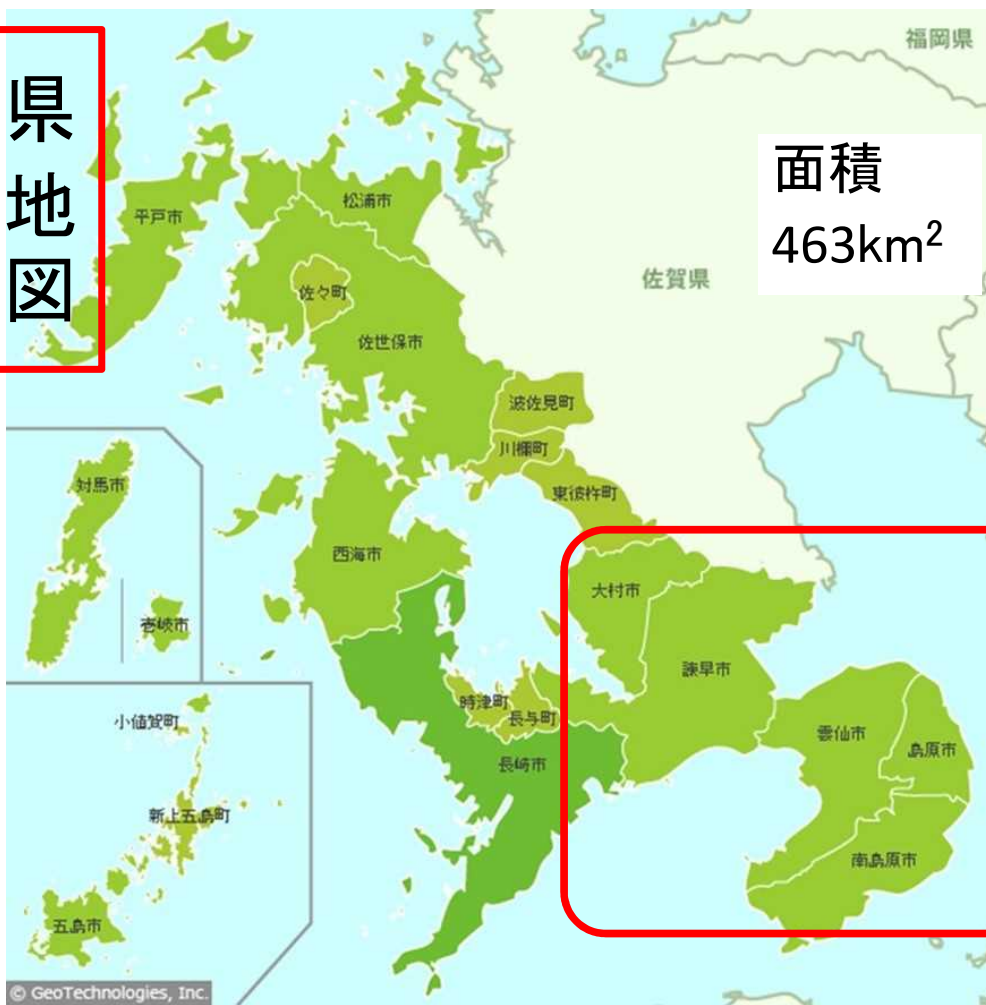 県
地
図
福岡県
面積
463km²
佐賀県
平戸市
松浦市
佐々町
佐世保市
波佐見町
川棚町
東彼杵町
対馬市
壱岐市
西海市
大村市
諫早市
時津町
長与町
長崎市
雲仙市
島原市
南島原市
小値賀町
新上五島町
五島市
© GeoTechnologies, Inc.